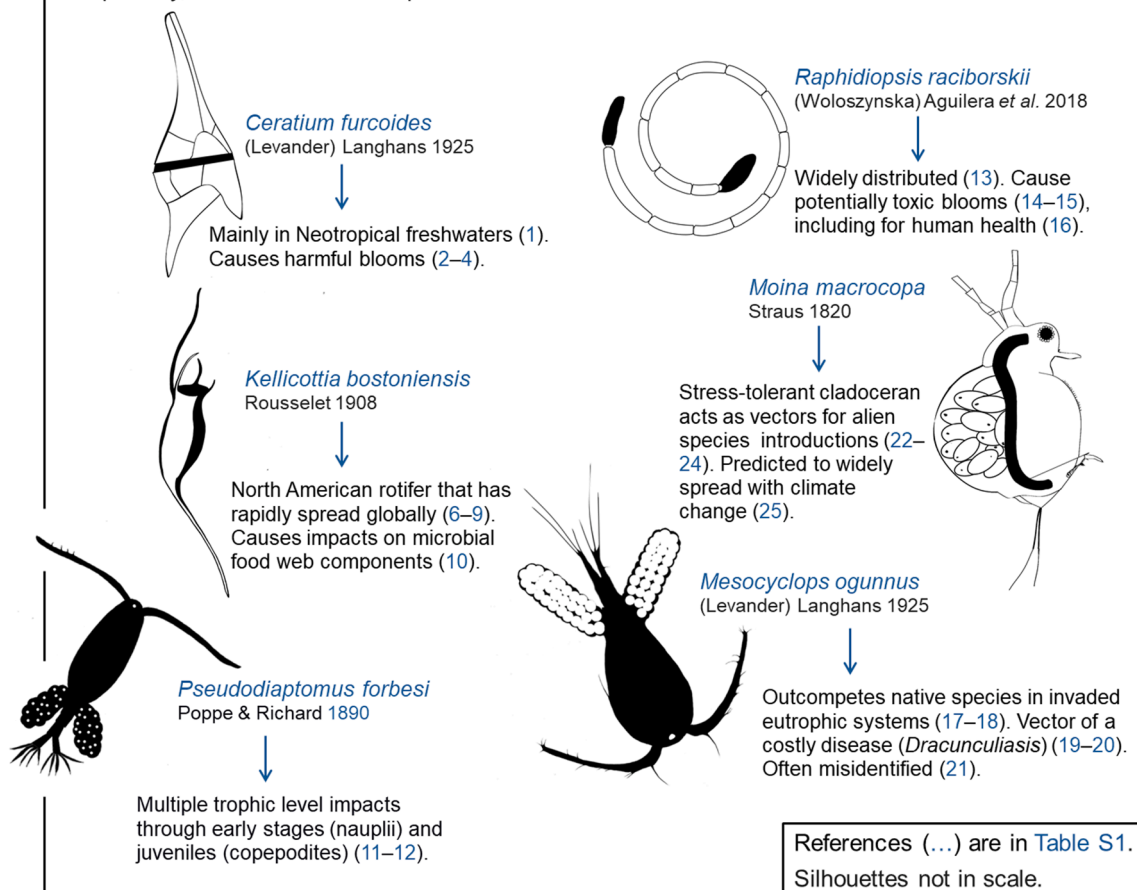 Ceratium furcoides
(Levander) Langhans 1925
Mainly in Neotropical freshwaters (1).
Causes harmful blooms (2–4).
Kellicottia bostoniensis
Rousselet 1908
North American rotifer that has
rapidly spread globally (6–9).
Causes impacts on microbial
food web components (10).
Pseudodiaptomus forbesi
Poppe & Richard 1890
Multiple trophic level impacts
through early stages (nauplii) and
juveniles (copepodites) (11–12).
Raphidiopsis raciborskii
(Woloszynska) Aguilera et al. 2018
Widely distributed (13). Cause
potentially toxic blooms (14–15),
including for human health (16).
Moina macrocopa
Straus 1820
Stress-tolerant cladoceran
acts as vectors for alien
species introductions (22–
24). Predicted to widely
spread with climate
change (25).
Mesocyclops ogunnus
(Levander) Langhans 1925
Outcompetes native species in invaded
eutrophic systems (17–18). Vector of a
costly disease (Dracunculiasis) (19–20).
Often misidentified (21).
References (...) are in Table S1.
Silhouettes not in scale.